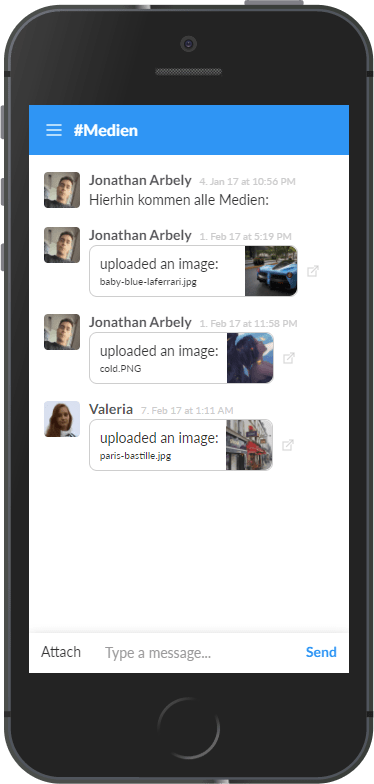 #Medien
Jonathan Arbely 4. Jan 17 at 10:56 PM
Hierhin kommen alle Medien:
Jonathan Arbely 1. Feb 17 at 5:19 PM
uploaded an image:
baby-blue-laferrari.jpg
Jonathan Arbely 1. Feb 17 at 11:58 PM
uploaded an image:
cold.PNG
Valeria 7. Feb 17 at 1:11 AM
uploaded an image:
paris-bastille.jpg
Attach Type a message... Send